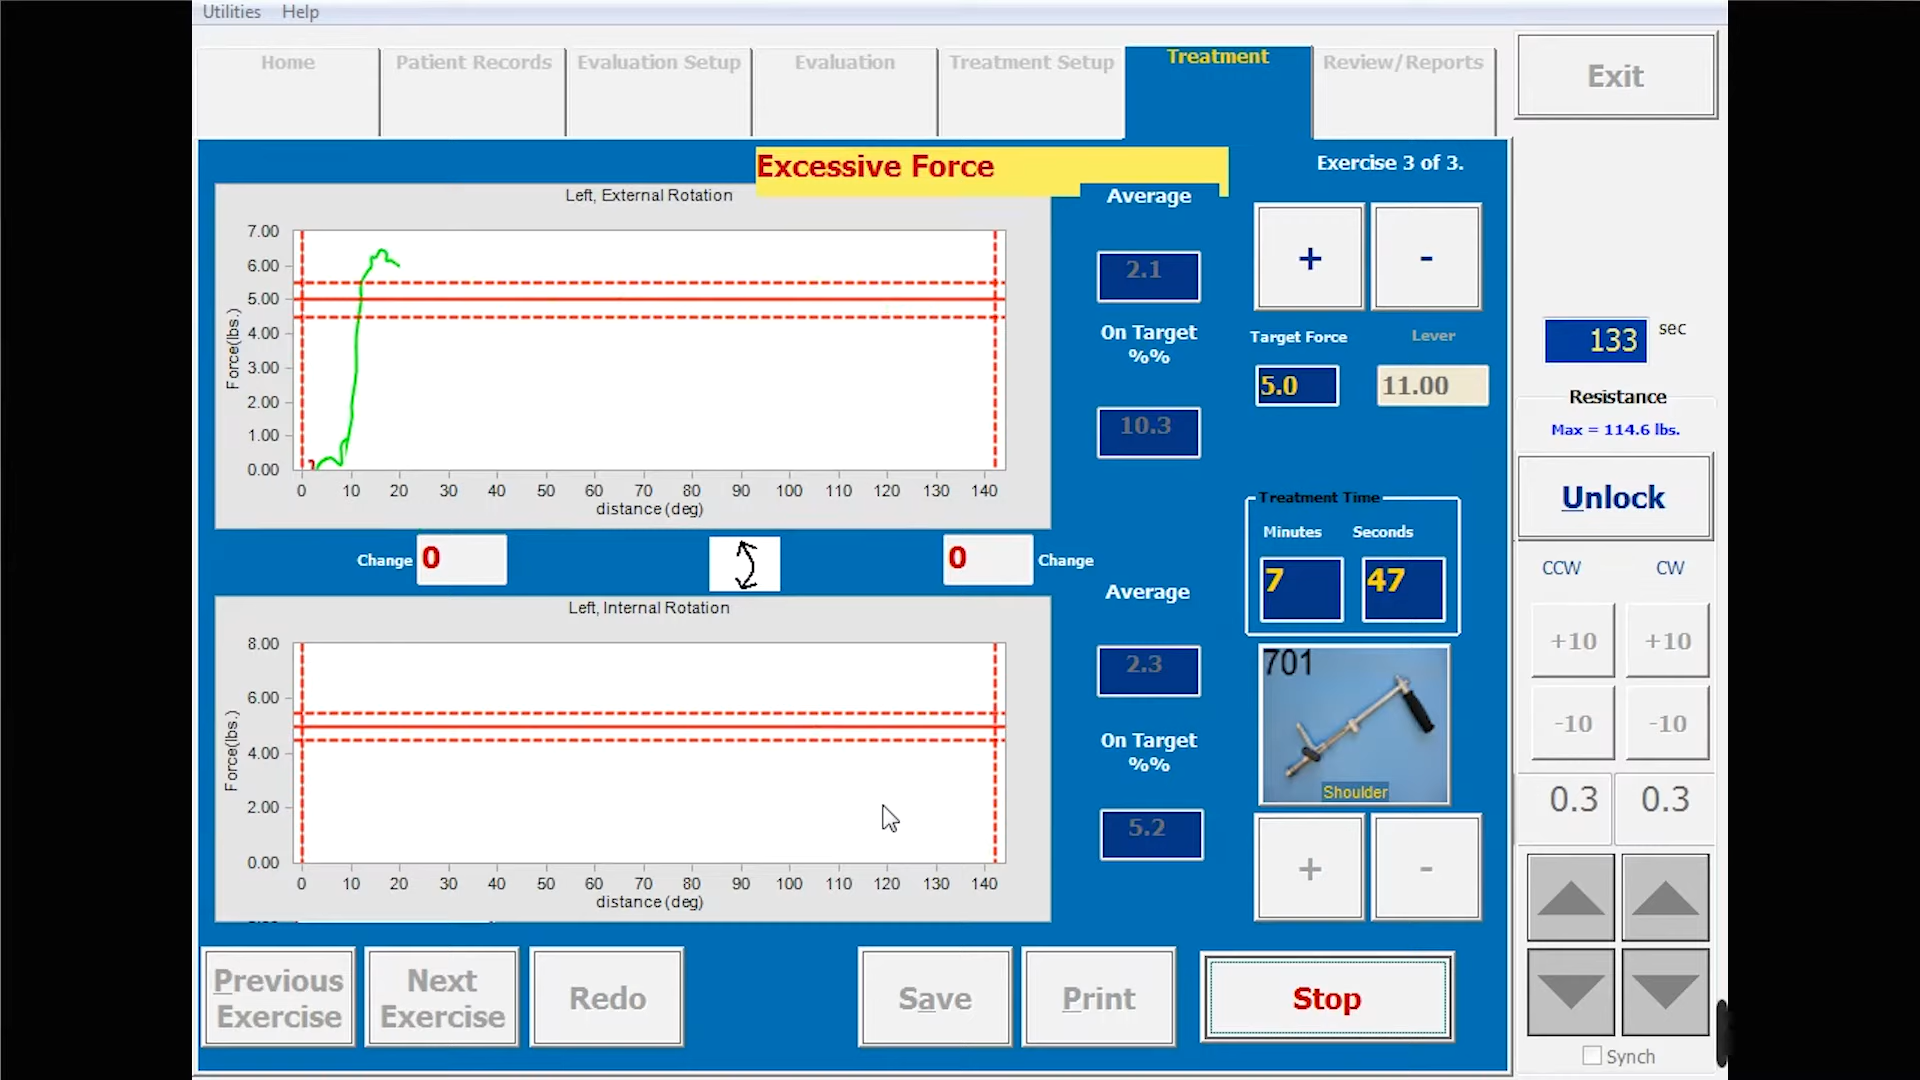 Utilities Help
Home Patient Records Evaluation Setup Evaluation Treatment Setup Treatment Review/Reports Exit
Excessive Force
Exercise 3 of 3.
Left, External Rotation
Average
7.00
6.00
5.00
4.00
3.00
2.00
1.00
0.00
Force(lbs.)
0 10 20 30 40 50 60 70 80 90 100 110 120 130 140
distance (deg)
2.1
On Target
%%
10.3
+ -
Target Force Lever
5.0 11.00
133 sec
Resistance
Max = 114.6 lbs.
Unlock
Change 0 0 Change
Treatment Time
Minutes Seconds
7 47
CCW CW
+10 +10
-10 -10
0.3 0.3
Left, Internal Rotation
Average
8.00
6.00
4.00
2.00
0.00
Force(lbs.)
0 10 20 30 40 50 60 70 80 90 100 110 120 130 140
distance (deg)
2.3
On Target
%%
5.2
701
Shoulder
+ -
Previous
Exercise
Next
Exercise
Redo
Save
Print
Stop
Synch